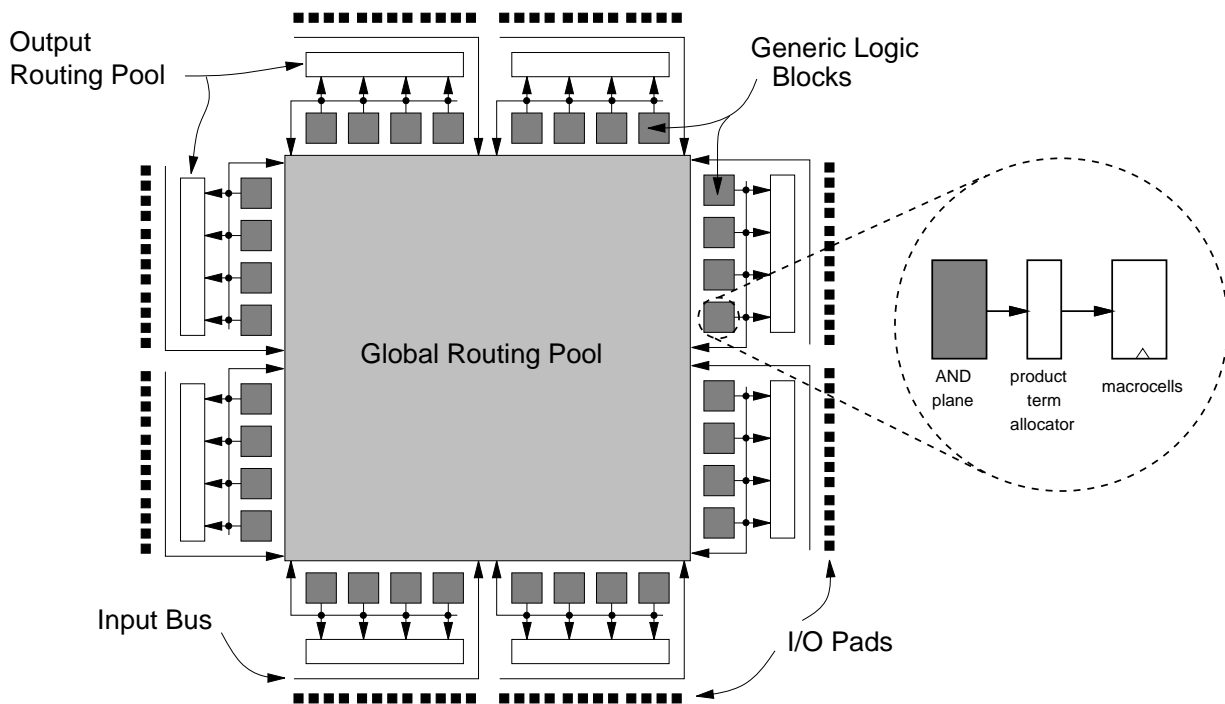 Output
Routing Pool
Generic Logic
Blocks
Global Routing Pool
AND
plane
product
term
allocator
macrocells
Input Bus
I/O Pads